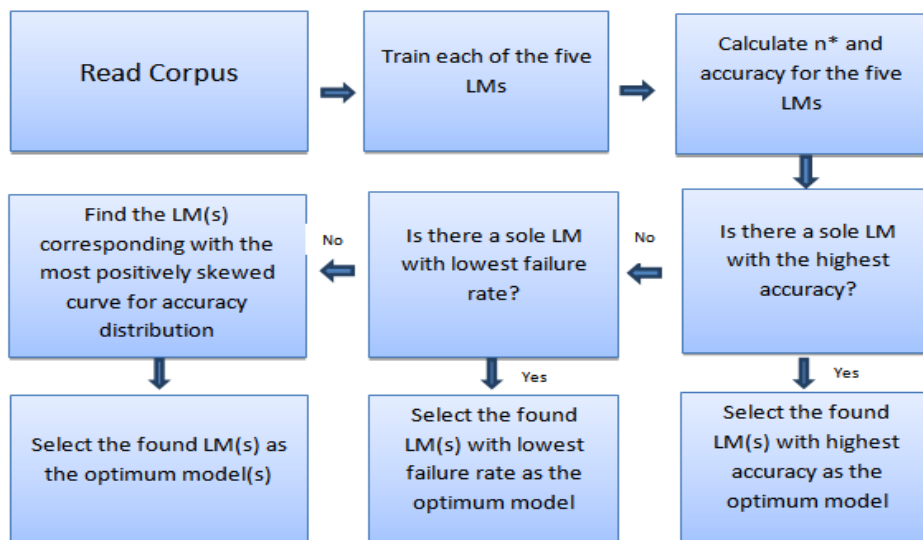 Read Corpus
Train each of the five
LMs
Calculate n* and
accuracy for the five
LMs
Is there a sole LM
with the highest
accuracy?
No
Is there a sole LM
with lowest failure
rate?
No
Find the LM(s)
corresponding with the
most positively skewed
curve for accuracy
distribution
Yes
Yes
Select the found LM(s) as
the optimum model(s)
Select the found
LM(s) with lowest
failure rate as the
optimum model
Select the found
LM(s) with highest
accuracy as the
optimum model